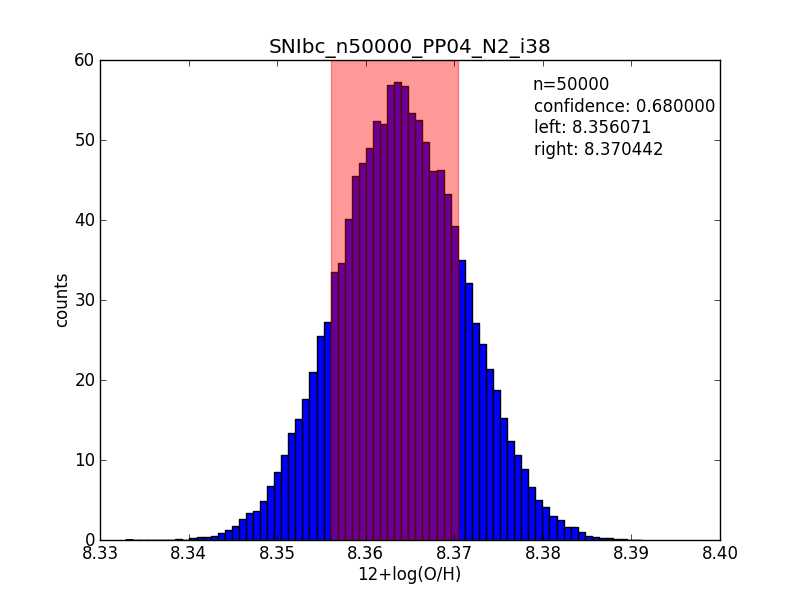 SNIbc_n50000_PP04_N2_i38
60
n=50000
confidence: 0.680000
left: 8.356071
right: 8.370442
50
40
30
20
10
0
counts
8.33 8.34 8.35 8.36 8.37 8.38 8.39 8.40
12+log(O/H)